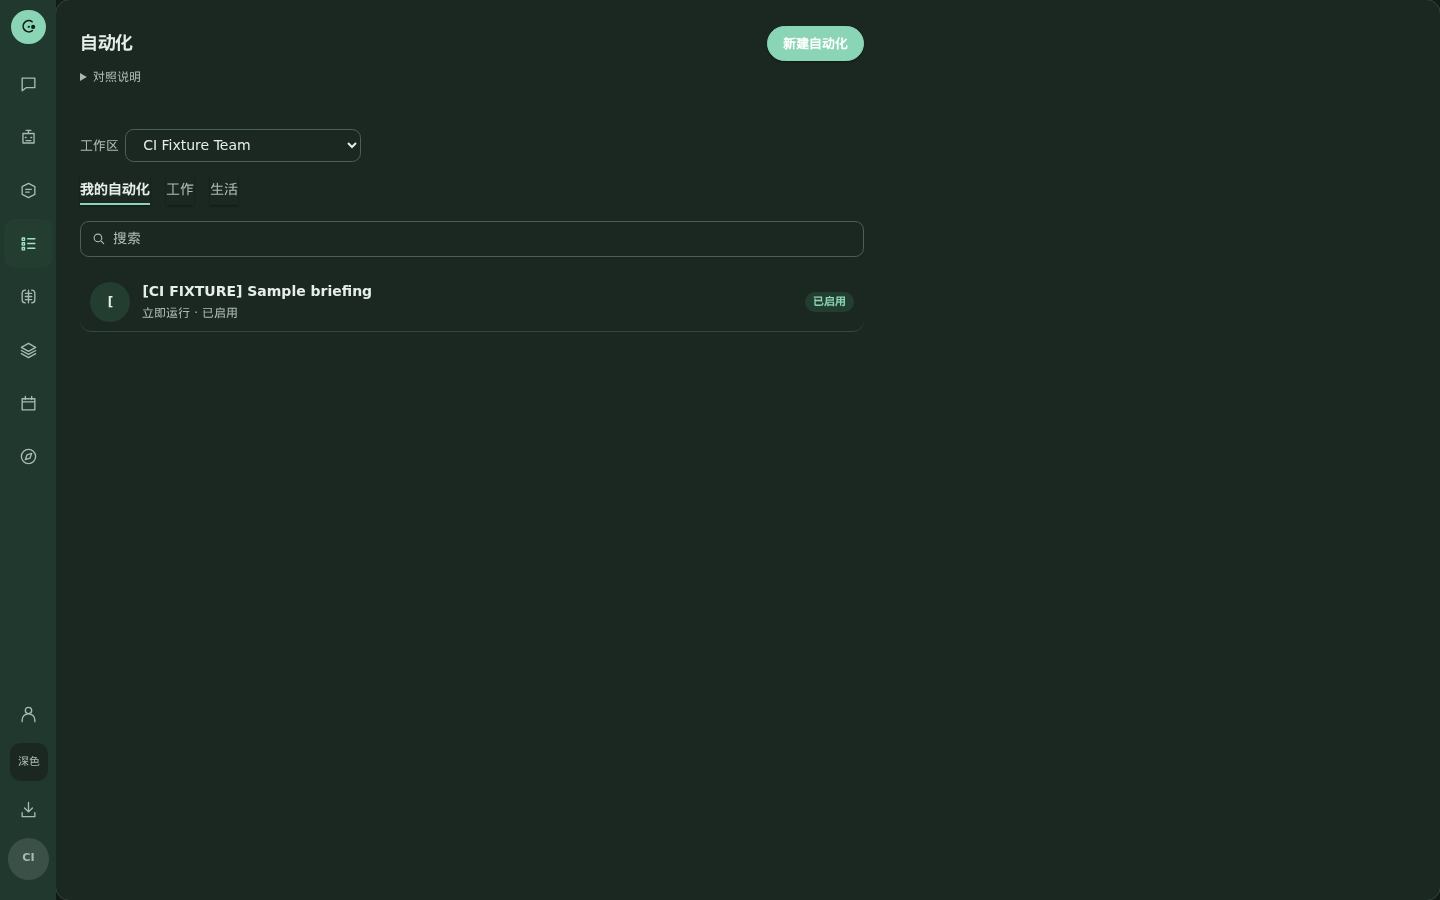 自动化
新建自动化
对照说明
工作区 CI Fixture Team
我的自动化 工作 生活
搜索
[ [CI FIXTURE] Sample briefing
立即运行 · 已启用
已启用
深色
CI